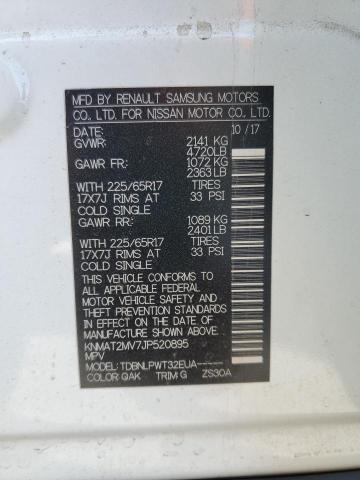 MFD BY RENAULT SAMSUNG MOTORS
CO. LTD. FOR NISSAN MOTOR CO., LTD.
DATE: 10/17
GVWR: 2141 KG
4720LB
GAWR FR: 1072 KG
2363LB
WITH 225/65R17 TIRES
17X7J RIMS AT 33 PSI
COLD SINGLE
GAWR RR: 1089 KG
2401LB
WITH 225/65R17 TIRES
17X7J RIMS AT 33 PSI
COLD SINGLE
THIS VEHICLE CONFORMS TO ALL
APPLICABLE U.S. FEDERAL
MOTOR VEHICLE SAFETY AND
THEFT PREVENTION STANDARDS
IN EFFECT ON THE DATE OF
MANUFACTURE SHOWN ABOVE.
KNMAT2MV7JP520895
MPV
MODEL: TDBNLPWT32EUA-----
COLOR: QAK TRIM: G ZS30A